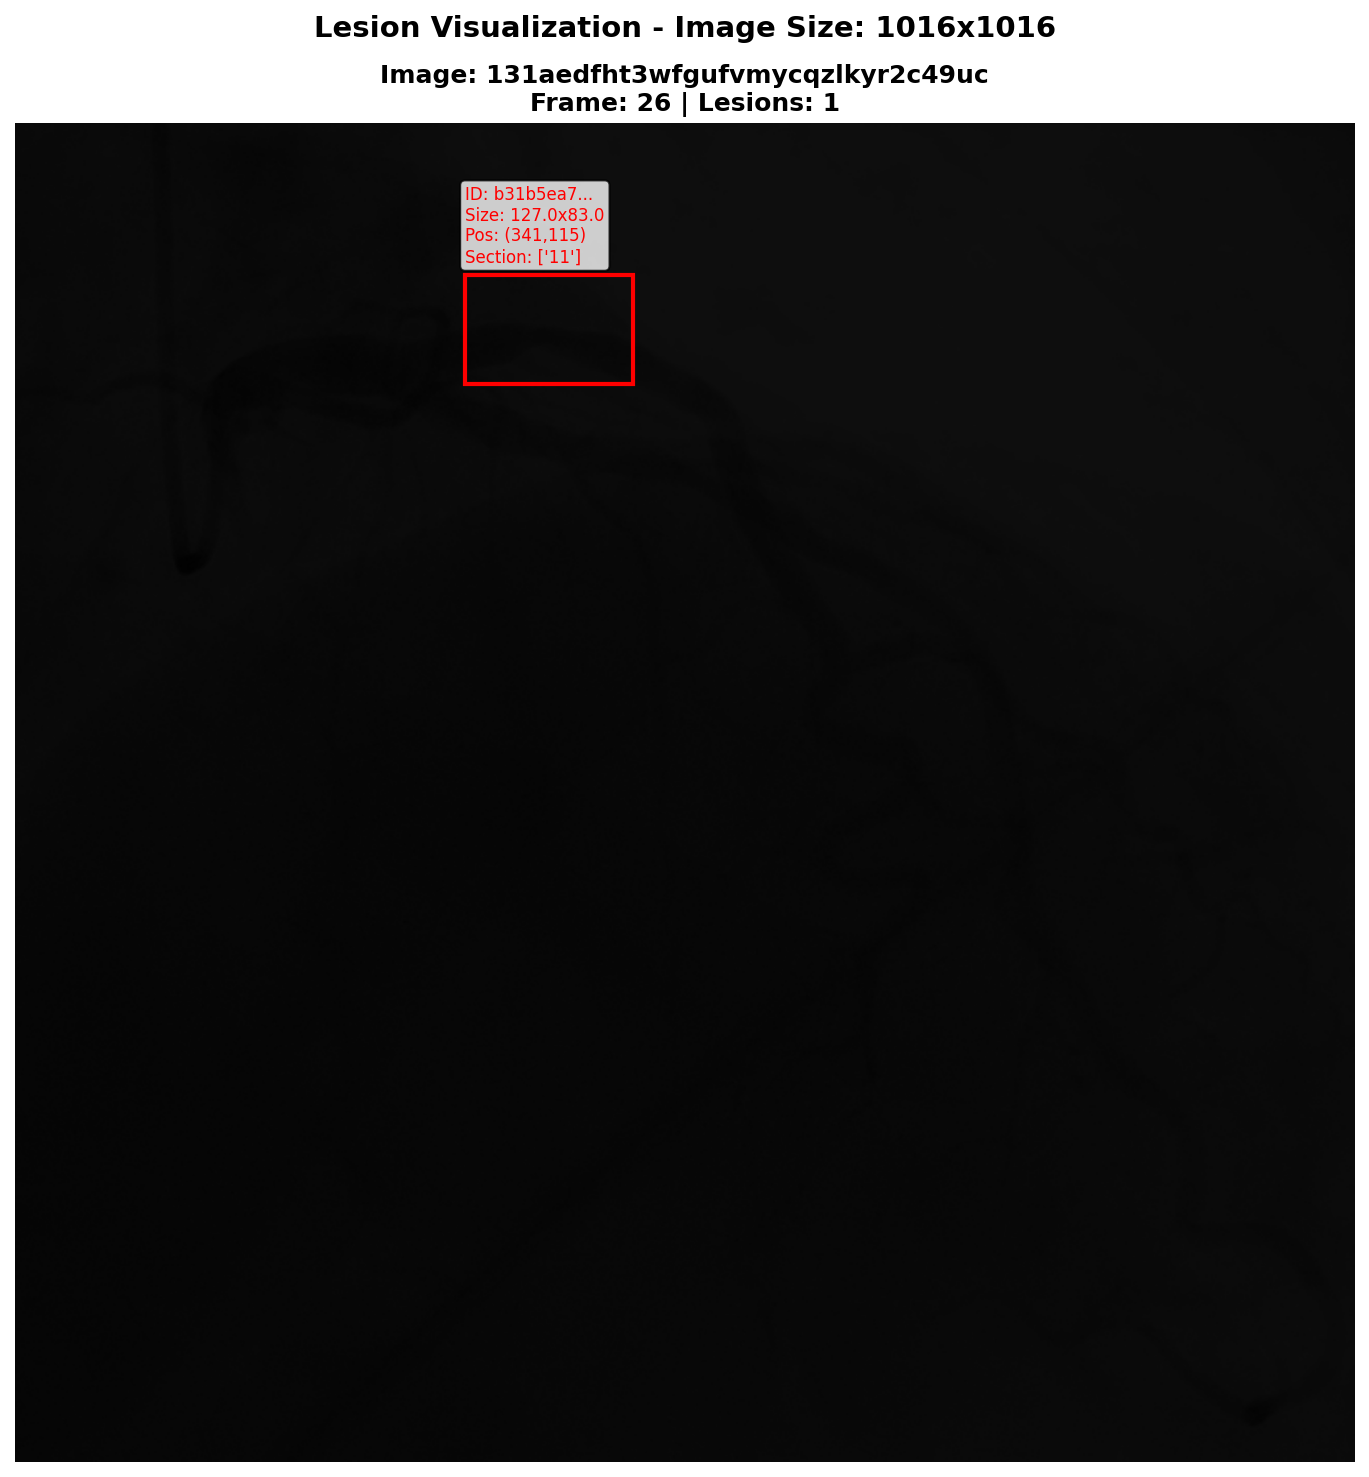 Lesion Visualization - Image Size: 1016x1016
Image: 131aedfht3wfgufvmycqzlkyr2c49uc
Frame: 26 | Lesions: 1
ID: b31b5ea7...
Size: 127.0x83.0
Pos: (341,115)
Section: ['11']